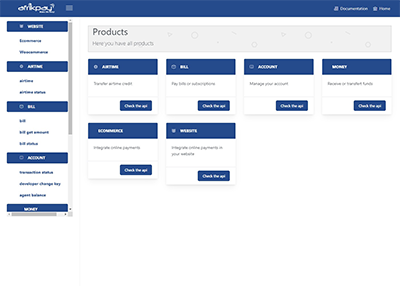 afrikpay
Documentation
Home
WEBSITE
Ecommerce
Woocommerce
AIRTIME
airtime
airtime status
BILL
bill
bill get amount
bill status
ACCOUNT
transaction status
developer change key
agent balance
MONEY
Products
Here you have all products
AIRTIME
Transfer airtime credit
Check the api
BILL
Pay bills or subscriptions
Check the api
ACCOUNT
Manage your account
Check the api
MONEY
Receive or transfert funds
Check the api
ECOMMERCE
Integrate online payments
Check the api
WEBSITE
Integrate online payments in
your website
Check the api